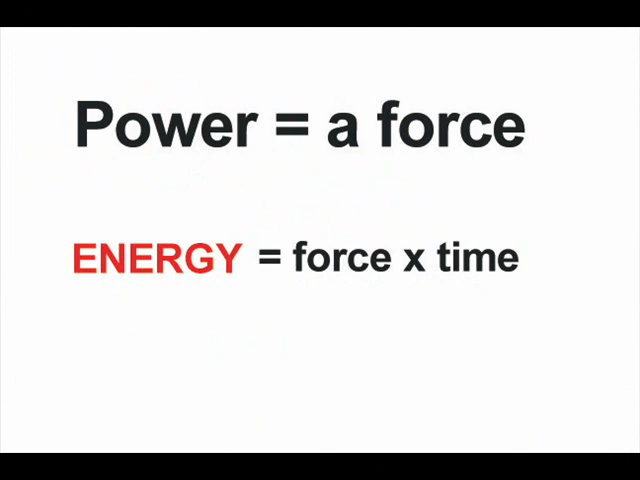 Power = a force
ENERGY = force x time